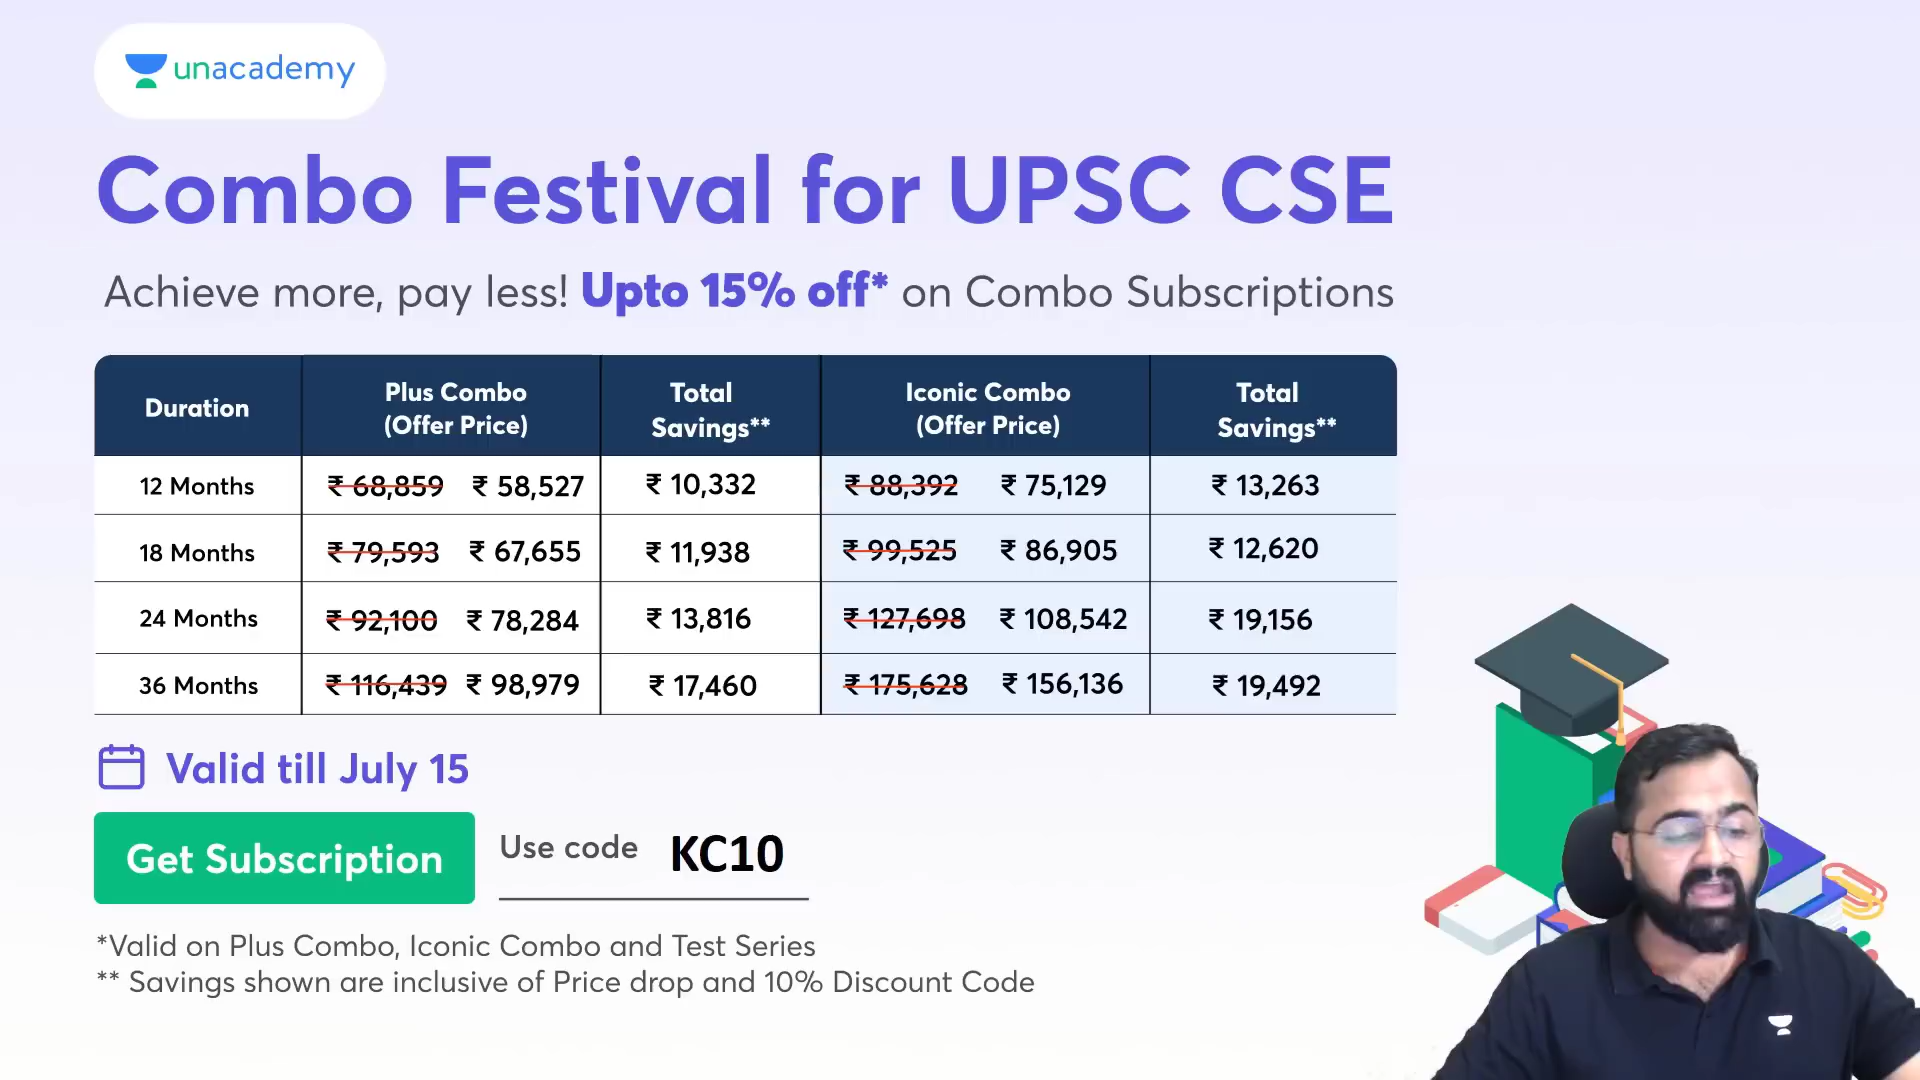 unacademy
Combo Festival for UPSC CSE
Achieve more, pay less! Upto 15% off* on Combo Subscriptions
Duration Plus Combo (Offer Price) Total Savings** Iconic Combo (Offer Price) Total Savings**
12 Months ₹ 68,859 ₹ 58,527 ₹ 10,332 ₹ 88,392 ₹ 75,129 ₹ 13,263
18 Months ₹ 79,593 ₹ 67,655 ₹ 11,938 ₹ 99,525 ₹ 86,905 ₹ 12,620
24 Months ₹ 92,100 ₹ 78,284 ₹ 13,816 ₹ 127,698 ₹ 108,542 ₹ 19,156
36 Months ₹ 116,439 ₹ 98,979 ₹ 17,460 ₹ 175,628 ₹ 156,136 ₹ 19,492
Valid till July 15
Get Subscription Use code KC10
*Valid on Plus Combo, Iconic Combo and Test Series
** Savings shown are inclusive of Price drop and 10% Discount Code